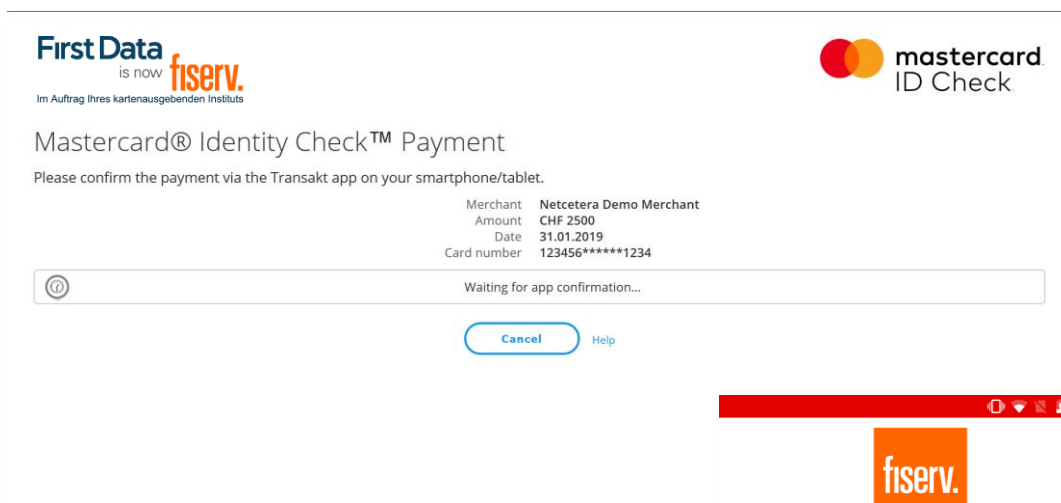 First Data
is now fiserv.
Im Auftrag Ihres kartenausgebenden Instituts
mastercard.
ID Check
Mastercard® Identity Check™ Payment
Please confirm the payment via the Transakt app on your smartphone/tablet.
Merchant Netcetera Demo Merchant
Amount CHF 2500
Date 31.01.2019
Card number 123456******1234
Waiting for app confirmation...
Cancel Help
fiserv.